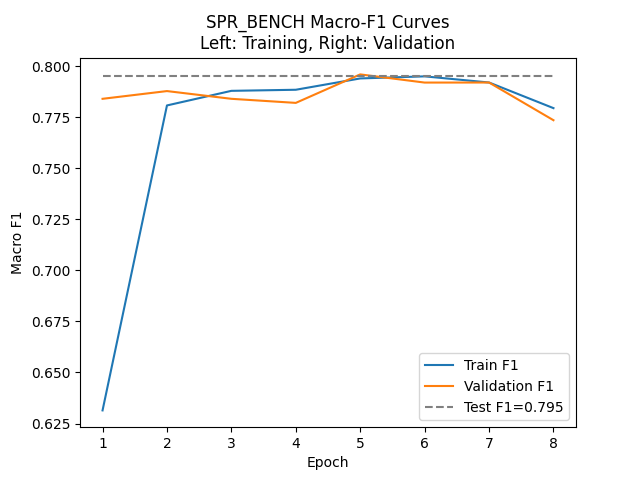 SPR_BENCH Macro-F1 Curves
Left: Training, Right: Validation
Macro F1
0.800
0.775
0.750
0.725
0.700
0.675
0.650
0.625
Train F1
Validation F1
Test F1=0.795
1 2 3 4 5 6 7 8
Epoch